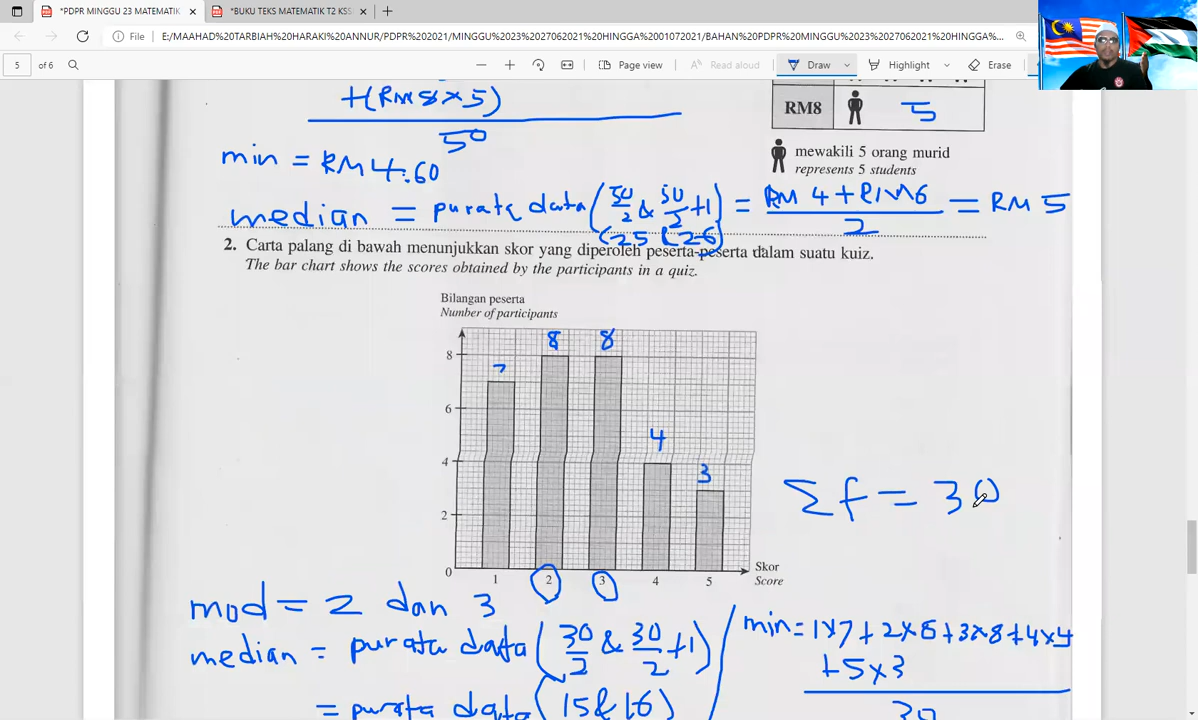 *PDPR MINGGU 23 MATEMATIK
*BUKU TEKS MATEMATIK T2 KSS
File
E:/MAAHAD%20TARBIAH%20HARAKI%20ANNUR/PDPR%202021/MINGGU%2023%2027062021%20HINGGA%2001072021/BAHAN%20PDPR%20MINGGU%2023%2027062021%20HINGGA%...
5 of 6
Page view
Read aloud
Draw
Highlight
Erase
+(RM8×5)
50
RM8 5
min = RM4.60
mewakili 5 orang murid
represents 5 students
median = purata data (50/2 & 50/2 +1) = RM 4 + RM6 / 2 = RM 5
(25 & 26)
2. Carta palang di bawah menunjukkan skor yang diperoleh peserta-peserta dalam suatu kuiz.
The bar chart shows the scores obtained by the participants in a quiz.
Bilangan peserta
Number of participants
8 8
8
7
6
4
4
3
Σf = 30
2
0
1 2 3 4 5
Skor
Score
mod = 2 dan 3
median = purata data (30/2 & 30/2 +1)
= purata data (15 & 16)
min = 1×7 + 2×8 + 3×8 + 4×4
+ 5×3
30